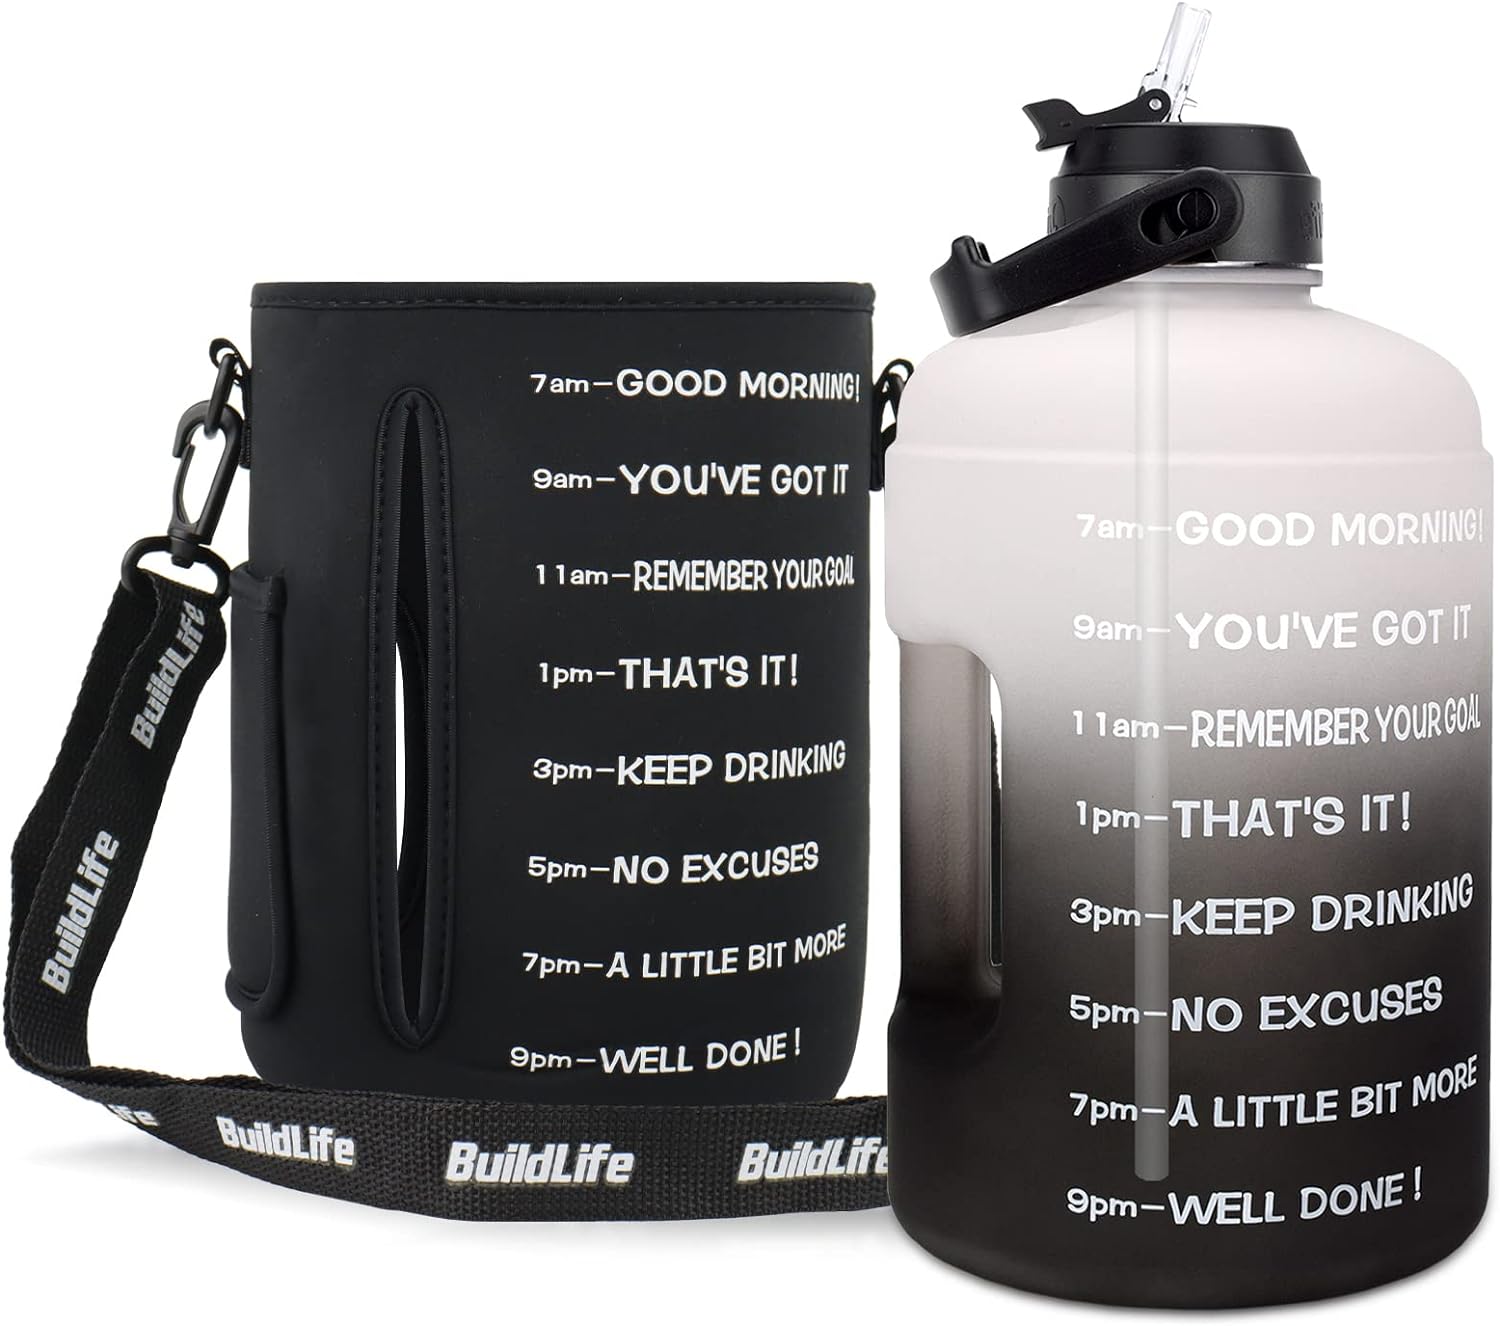 7am—GOOD MORNING!
9am—YOU'VE GOT IT
11am—REMEMBER YOUR GOAL
1pm—THAT'S IT!
3pm—KEEP DRINKING
5pm—NO EXCUSES
7pm—A LITTLE BIT MORE
9pm—WELL DONE!
BuildLife
BuildLife
BuildLife
BuildLife
BuildLife
7am—GOOD MORNING!
9am—YOU'VE GOT IT
11am—REMEMBER YOUR GOAL
1pm—THAT'S IT!
3pm—KEEP DRINKING
5pm—NO EXCUSES
7pm—A LITTLE BIT MORE
9pm—WELL DONE!